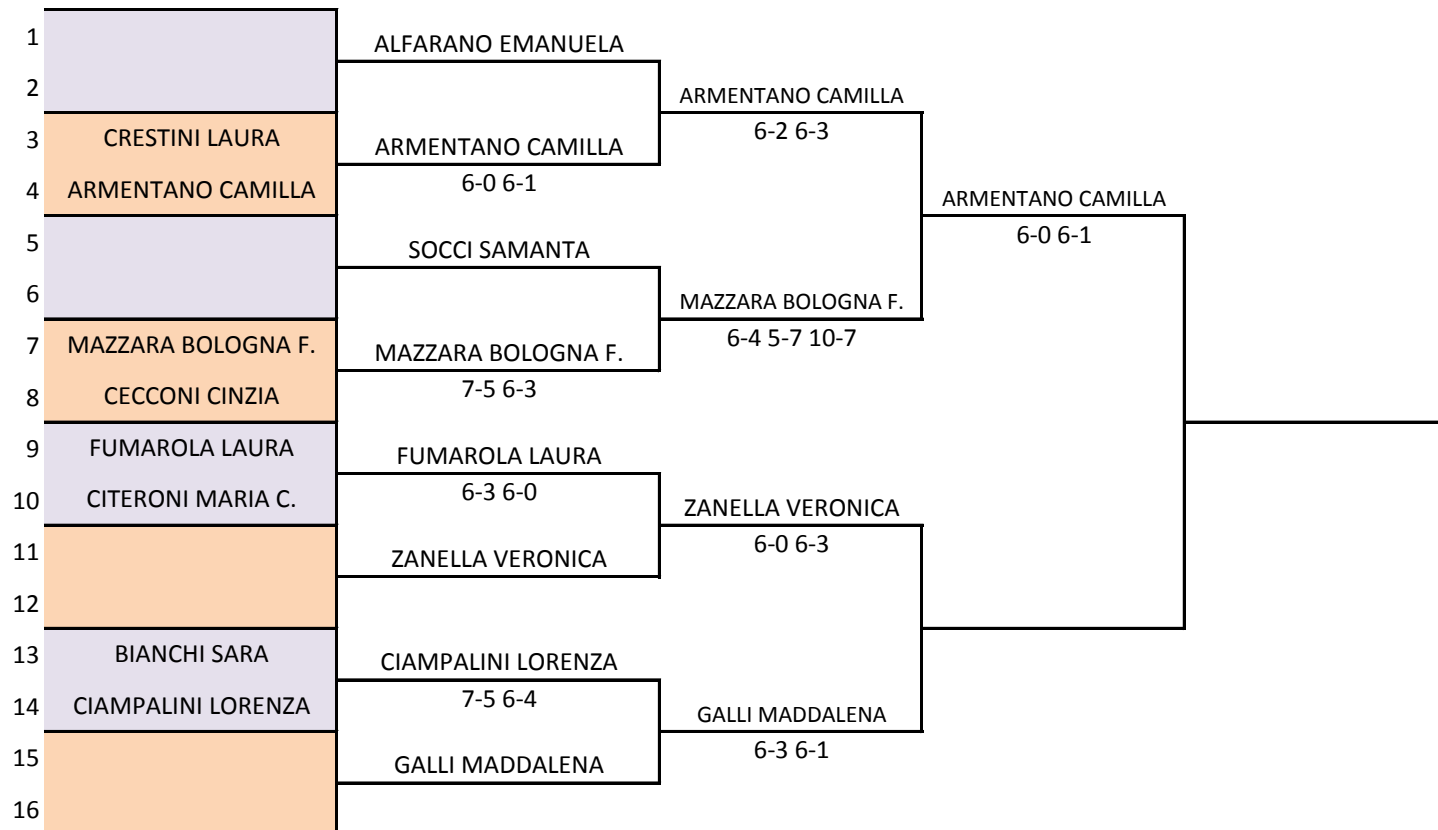 1
ALFARANO EMANUELA
2
ARMENTANO CAMILLA
6-2 6-3
3 CRESTINI LAURA
ARMENTANO CAMILLA
6-0 6-1
4 ARMENTANO CAMILLA
ARMENTANO CAMILLA
6-0 6-1
5
SOCCI SAMANTA
6
MAZZARA BOLOGNA F.
6-4 5-7 10-7
7 MAZZARA BOLOGNA F.
MAZZARA BOLOGNA F.
7-5 6-3
8 CECCONI CINZIA
9 FUMAROLA LAURA
FUMAROLA LAURA
6-3 6-0
10 CITERONI MARIA C.
ZANELLA VERONICA
6-0 6-3
11
ZANELLA VERONICA
12
13 BIANCHI SARA
CIAMPALINI LORENZA
7-5 6-4
14 CIAMPALINI LORENZA
GALLI MADDALENA
6-3 6-1
15
GALLI MADDALENA
16